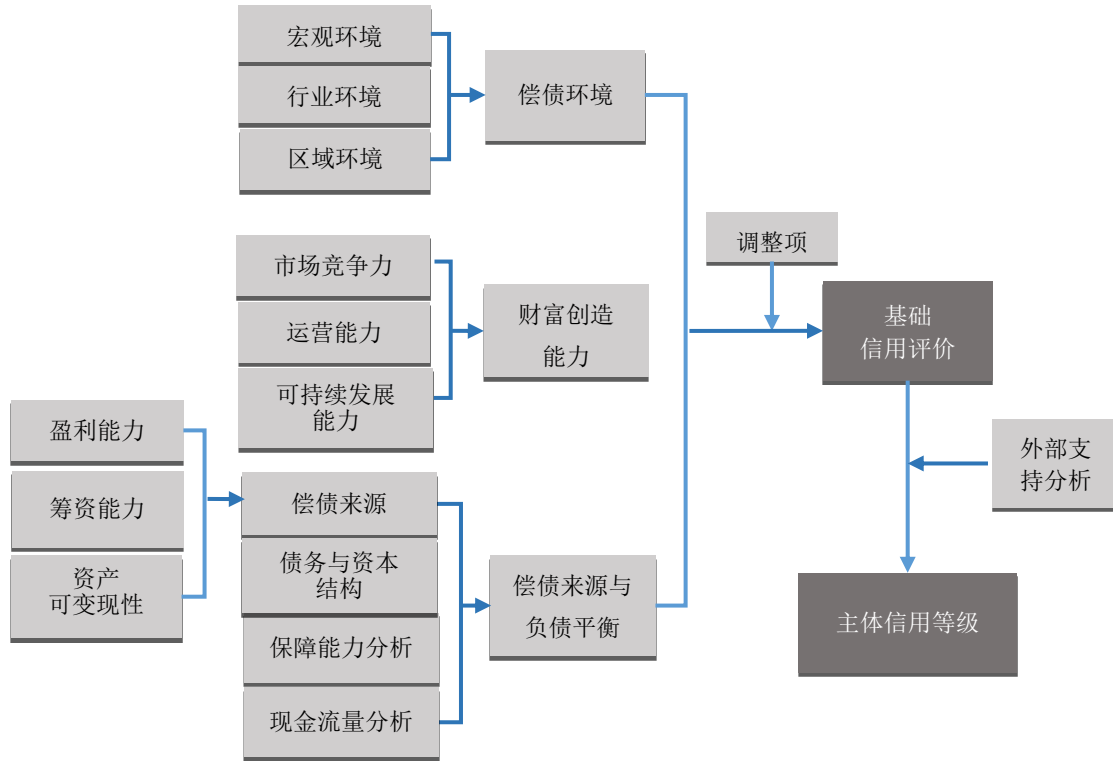 宏观环境
行业环境
区域环境
偿债环境
市场竞争力
运营能力
可持续发展
能力
财富创造
能力
盈利能力
筹资能力
资产
可变现性
偿债来源
债务与资本
结构
保障能力分析
现金流量分析
偿债来源与
负债平衡
调整项
基础
信用评价
外部支
持分析
主体信用等级